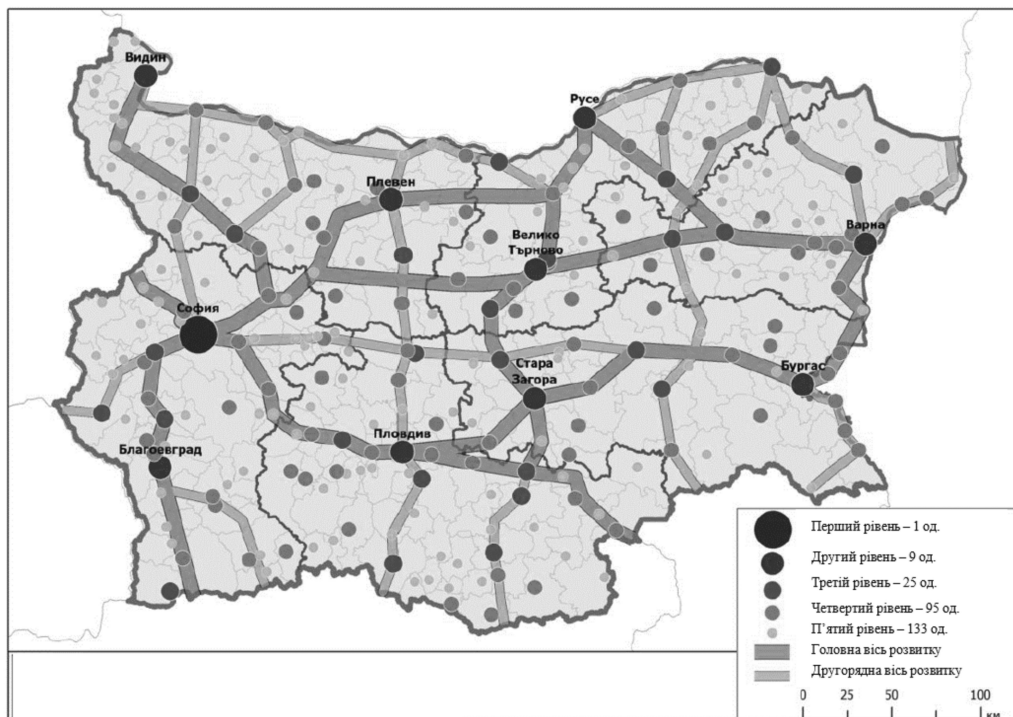 Видин
Русе
Плевен
Велико
Търново
Варна
София
Стара
Загора
Бургас
Пловдив
Благоевград
Перший рівень – 1 од.
Другий рівень – 9 од.
Третій рівень – 25 од.
Четвертий рівень – 95 од.
П’ятий рівень – 133 од.
Головна вісь розвитку
Другорядна вісь розвитку
0 25 50 100
км